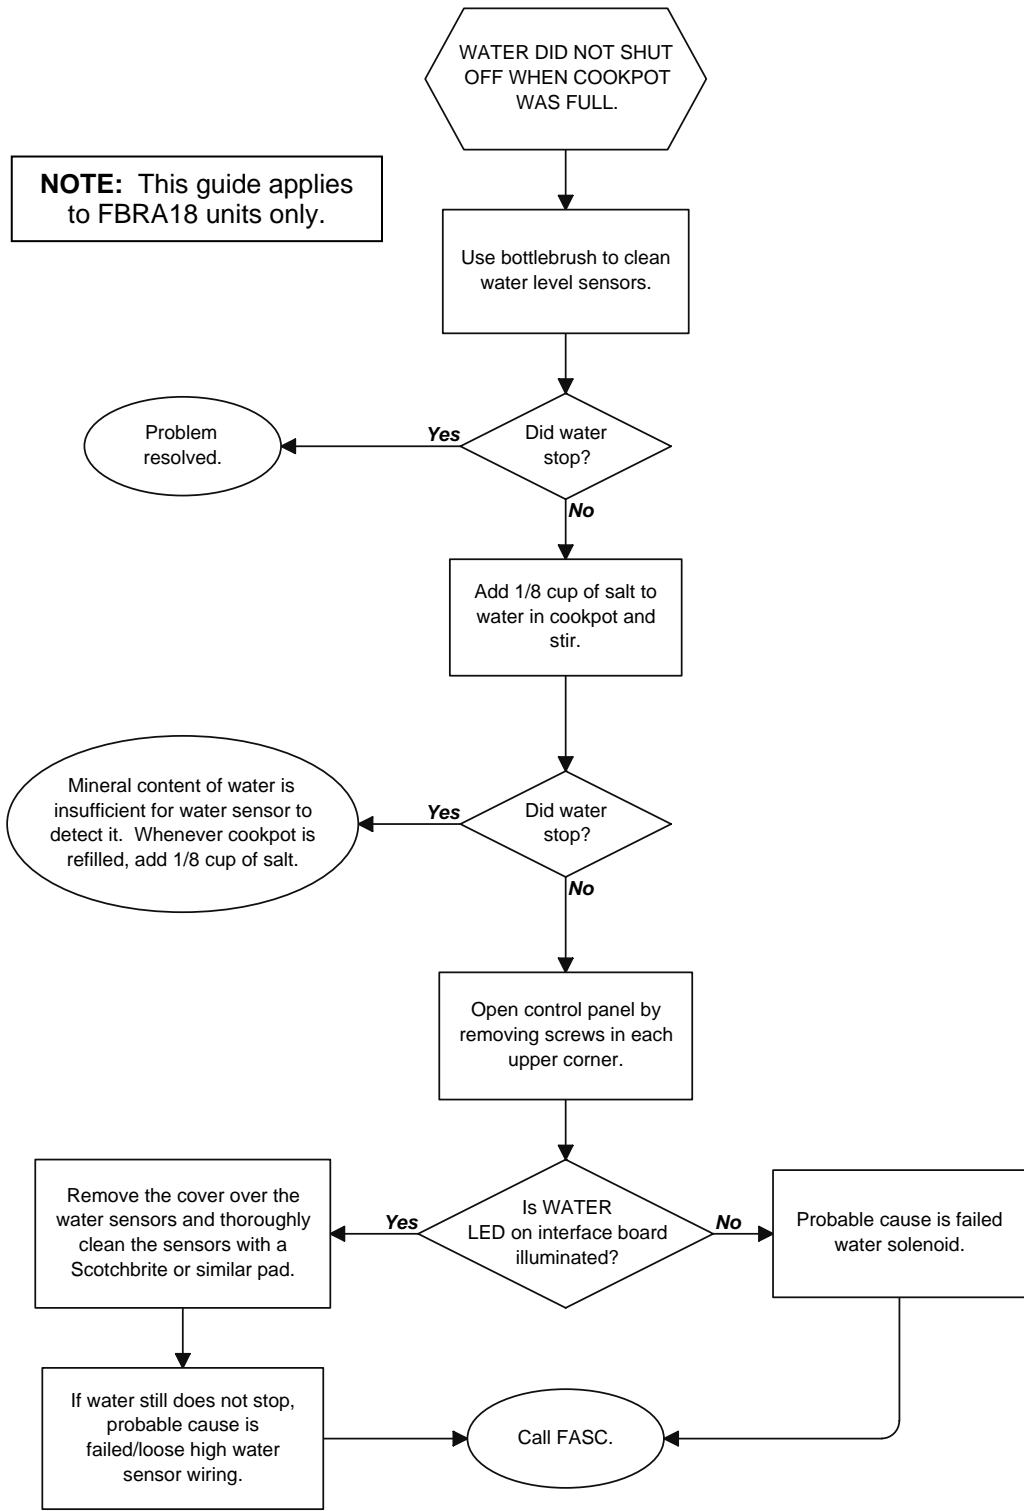 WATER DID NOT SHUT
OFF WHEN COOKPOT
WAS FULL.
NOTE: This guide applies
to FBRA18 units only.
Use bottlebrush to clean
water level sensors.
Did water
stop?
Yes
Problem
resolved.
No
Add 1/8 cup of salt to
water in cookpot and
stir.
Did water
stop?
Yes
Mineral content of water is
insufficient for water sensor to
detect it. Whenever cookpot is
refilled, add 1/8 cup of salt.
No
Open control panel by
removing screws in each
upper corner.
Is WATER
LED on interface board
illuminated?
Yes
Remove the cover over the
water sensors and thoroughly
clean the sensors with a
Scotchbrite or similar pad.
No
Probable cause is failed
water solenoid.
If water still does not stop,
probable cause is
failed/loose high water
sensor wiring.
Call FASC.